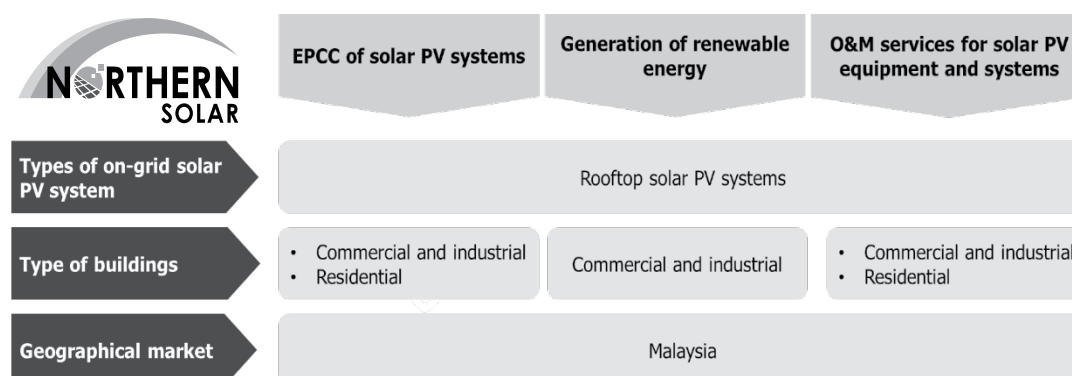 NORTHERN
SOLAR
EPCC of solar PV systems
Generation of renewable
energy
O&M services for solar PV
equipment and systems
Types of on-grid solar
PV system
Rooftop solar PV systems
Type of buildings
• Commercial and industrial
• Residential
Commercial and industrial
• Commercial and industrial
• Residential
Geographical market
Malaysia